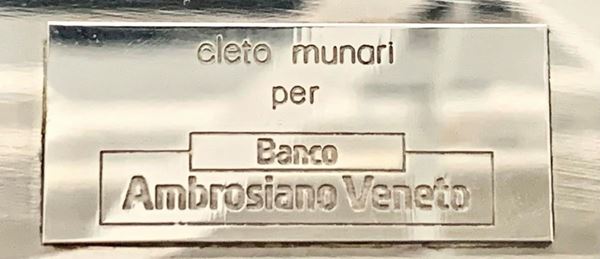 cleto munari
per
Banco
Ambrosiano Veneto